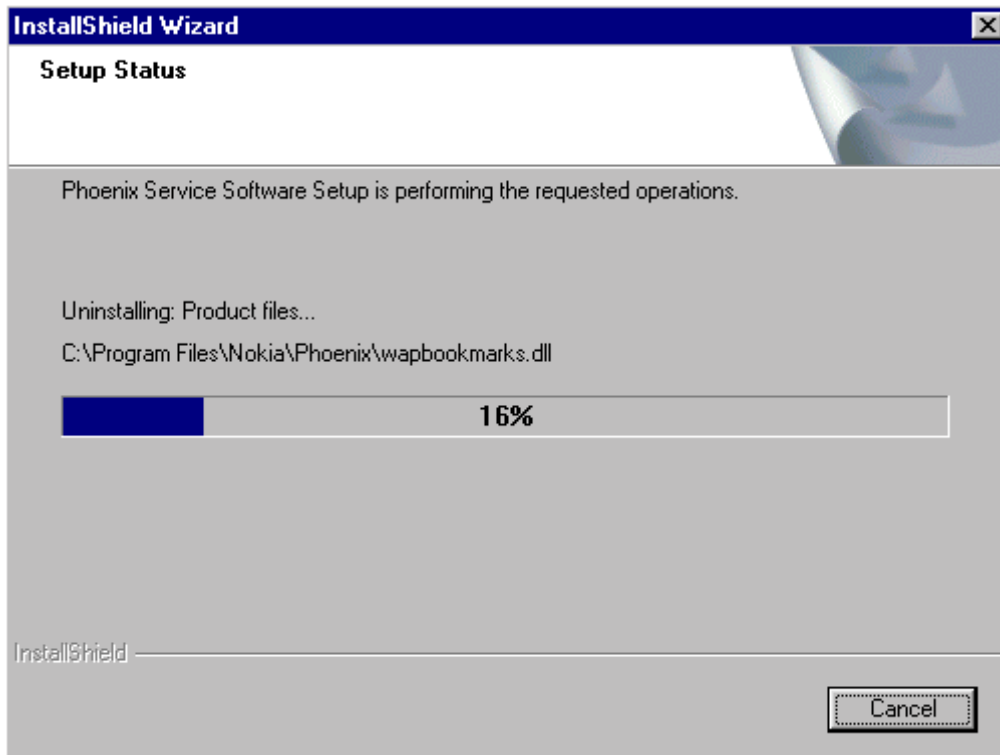 InstallShield Wizard
Setup Status
Phoenix Service Software Setup is performing the requested operations.
Uninstalling: Product files...
C:\Program Files\Nokia\Phoenix\wapbookmarks.dll
16%
InstallShield
Cancel